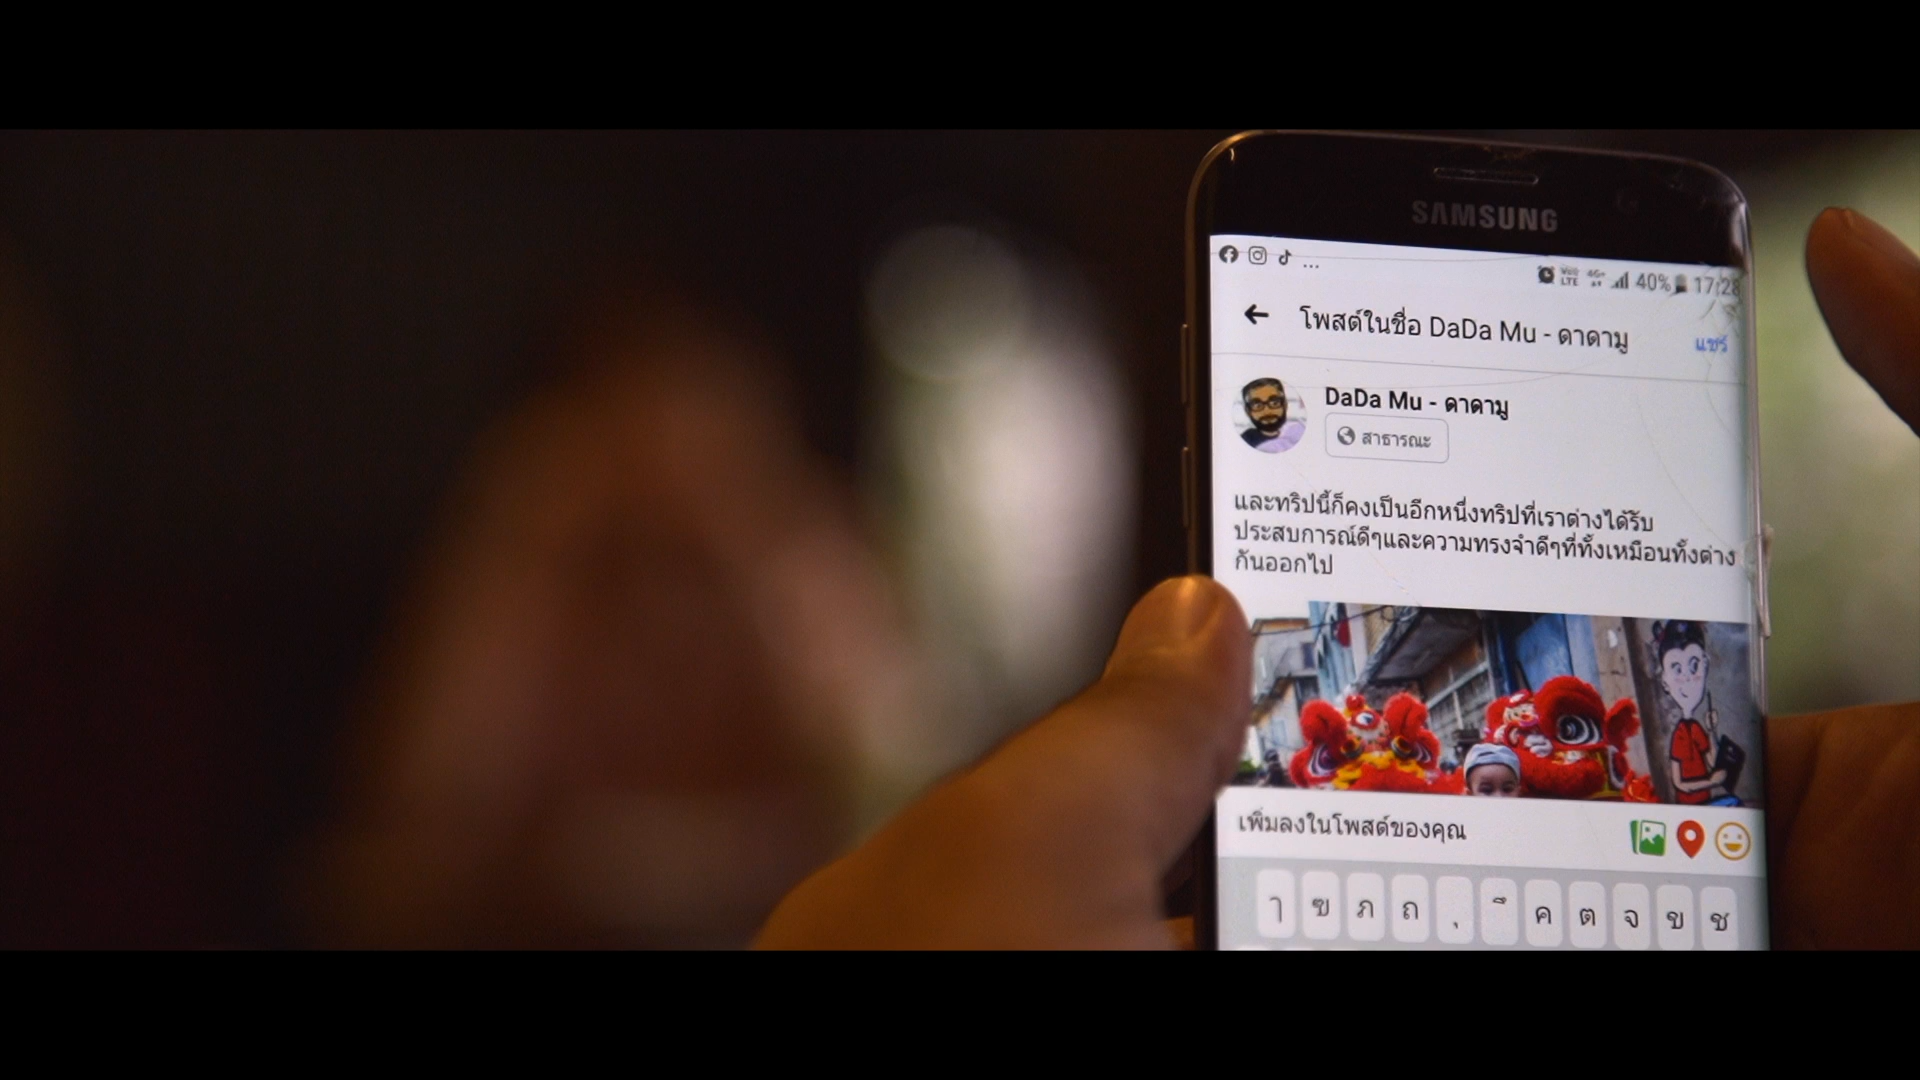 SAMSUNG
40% 17:28
โพสต์ในชื่อ DaDa Mu - ดาดามู
แชร์
DaDa Mu - ดาดามู
สาธารณะ
และทริปนี้ก็คงเป็นอีกหนึ่งทริปที่เราต่างได้รับ
ประสบการณ์ดีๆและความทรงจำดีๆที่ทั้งเหมือนทั้งต่าง
กันออกไป
เพิ่มลงในโพสต์ของคุณ
ๅ ฃ ภ ถ ุ ึ ค ต จ ข ช